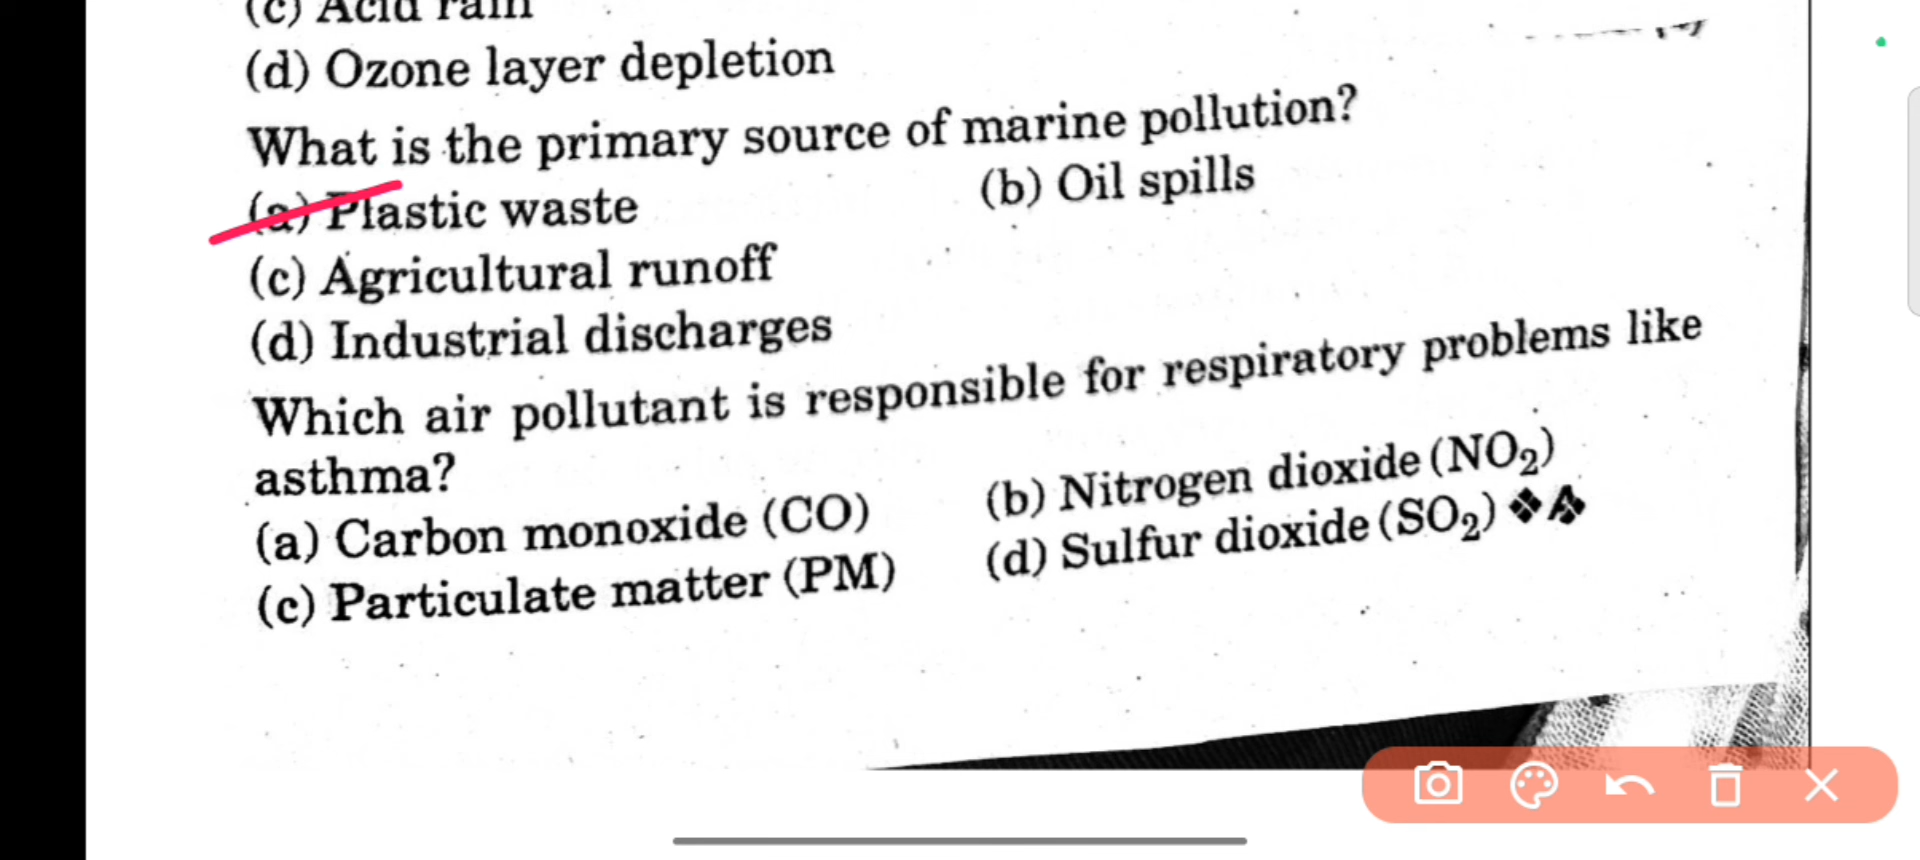 (c) Acid rain
(d) Ozone layer depletion
What is the primary source of marine pollution?
(a) Plastic waste (b) Oil spills
(c) Agricultural runoff
(d) Industrial discharges
Which air pollutant is responsible for respiratory problems like
asthma?
(a) Carbon monoxide (CO) (b) Nitrogen dioxide (NO₂)
(c) Particulate matter (PM) (d) Sulfur dioxide (SO₂)